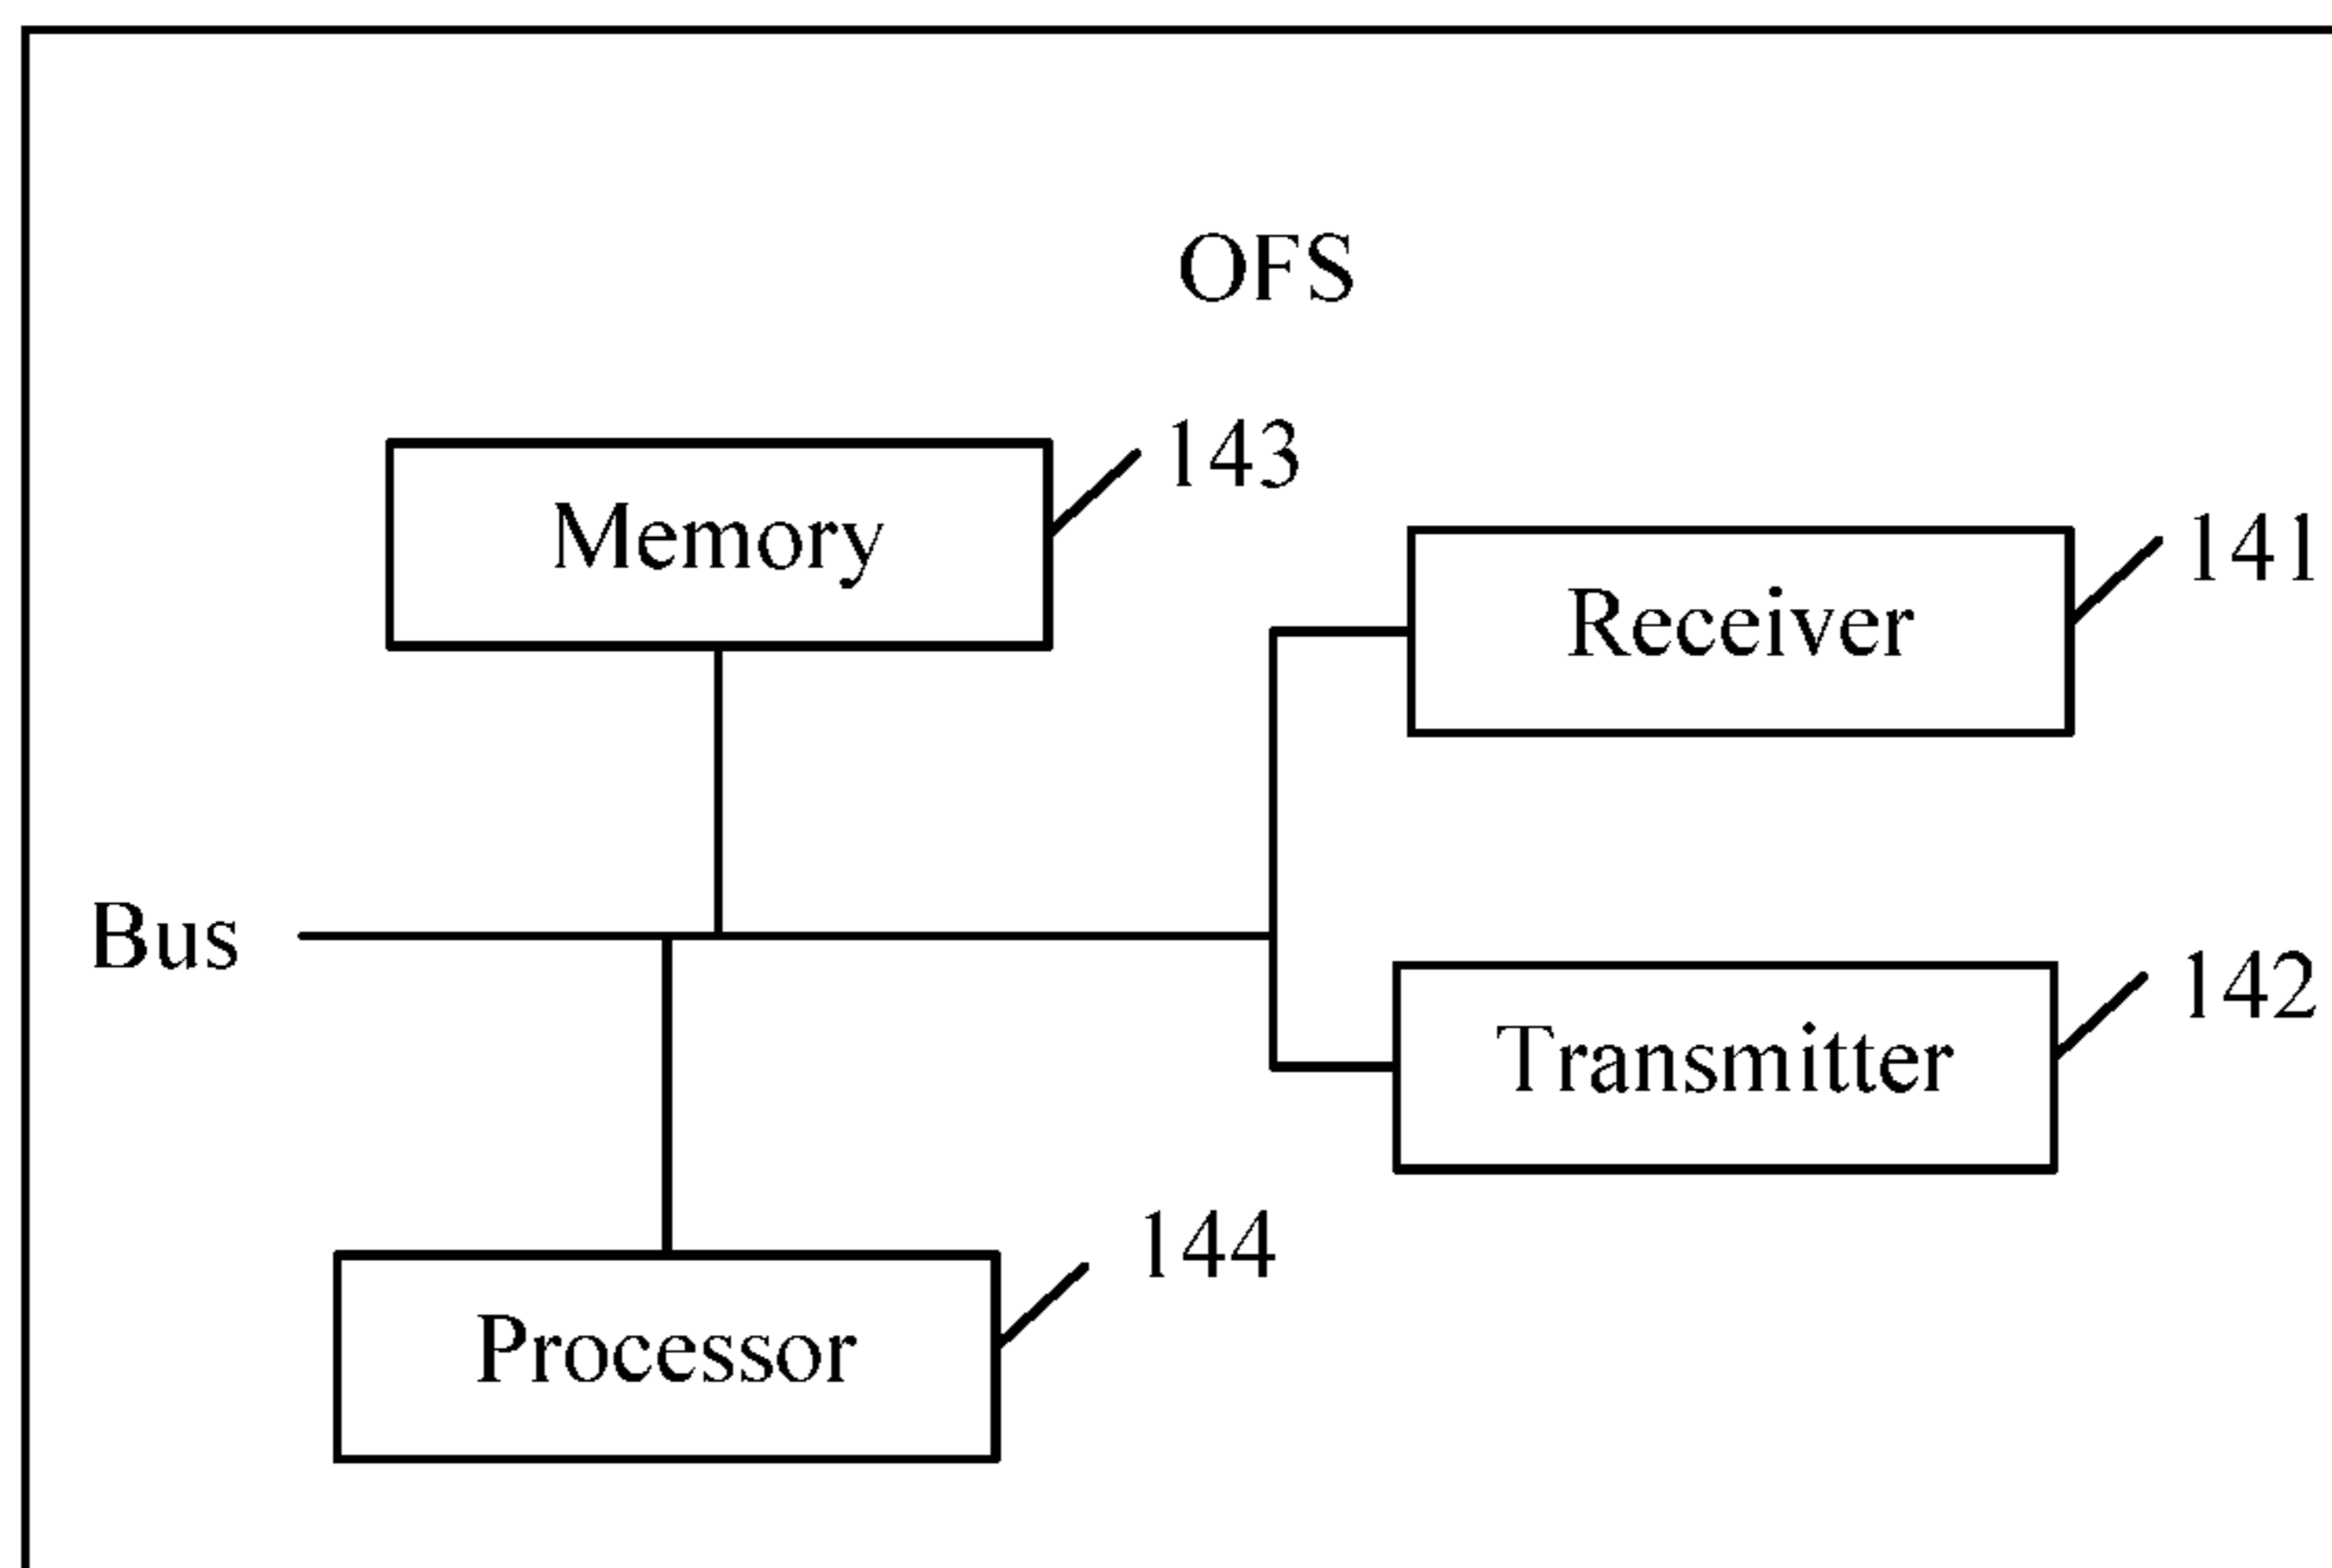 OFS
143
Memory
141
Receiver
Bus
142
Transmitter
144
Processor